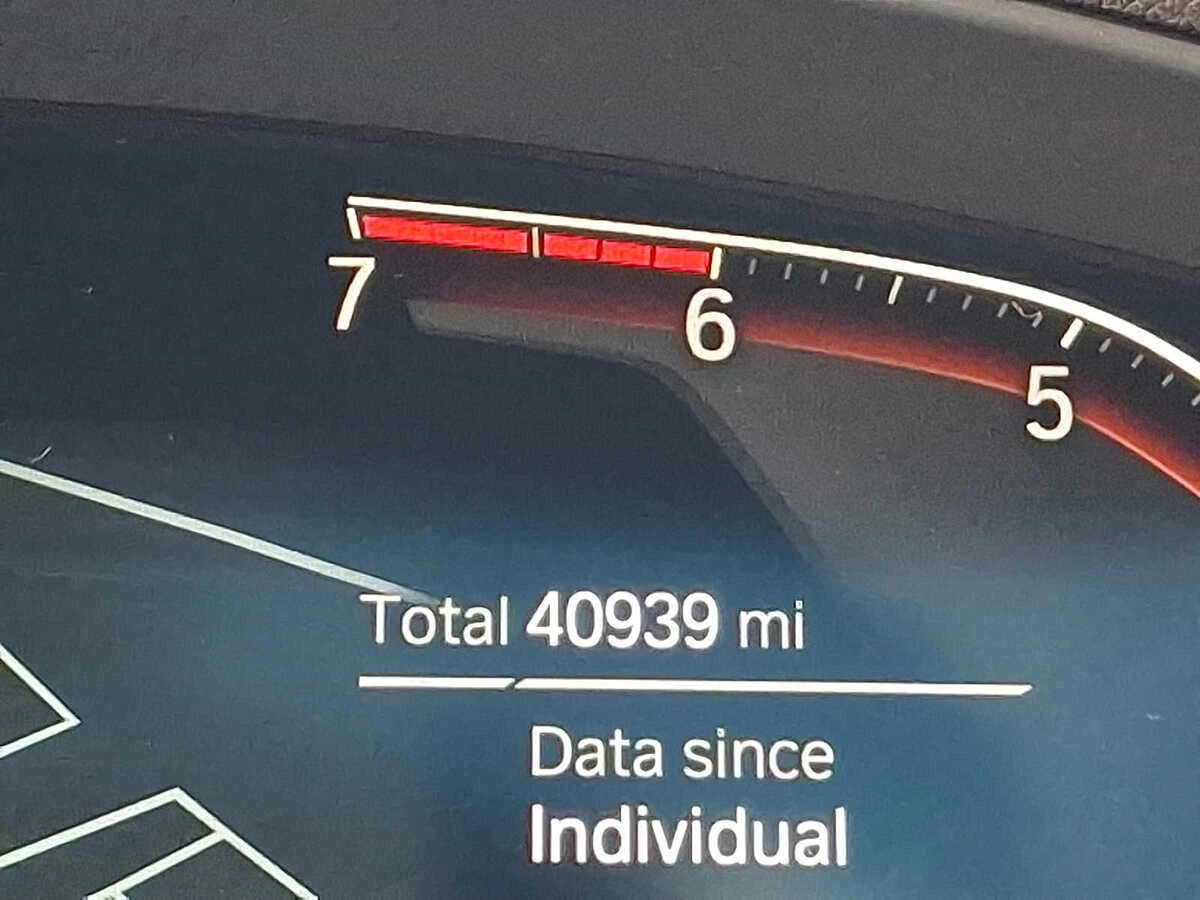 7
6
5
Total 40939 mi
Data since
Individual